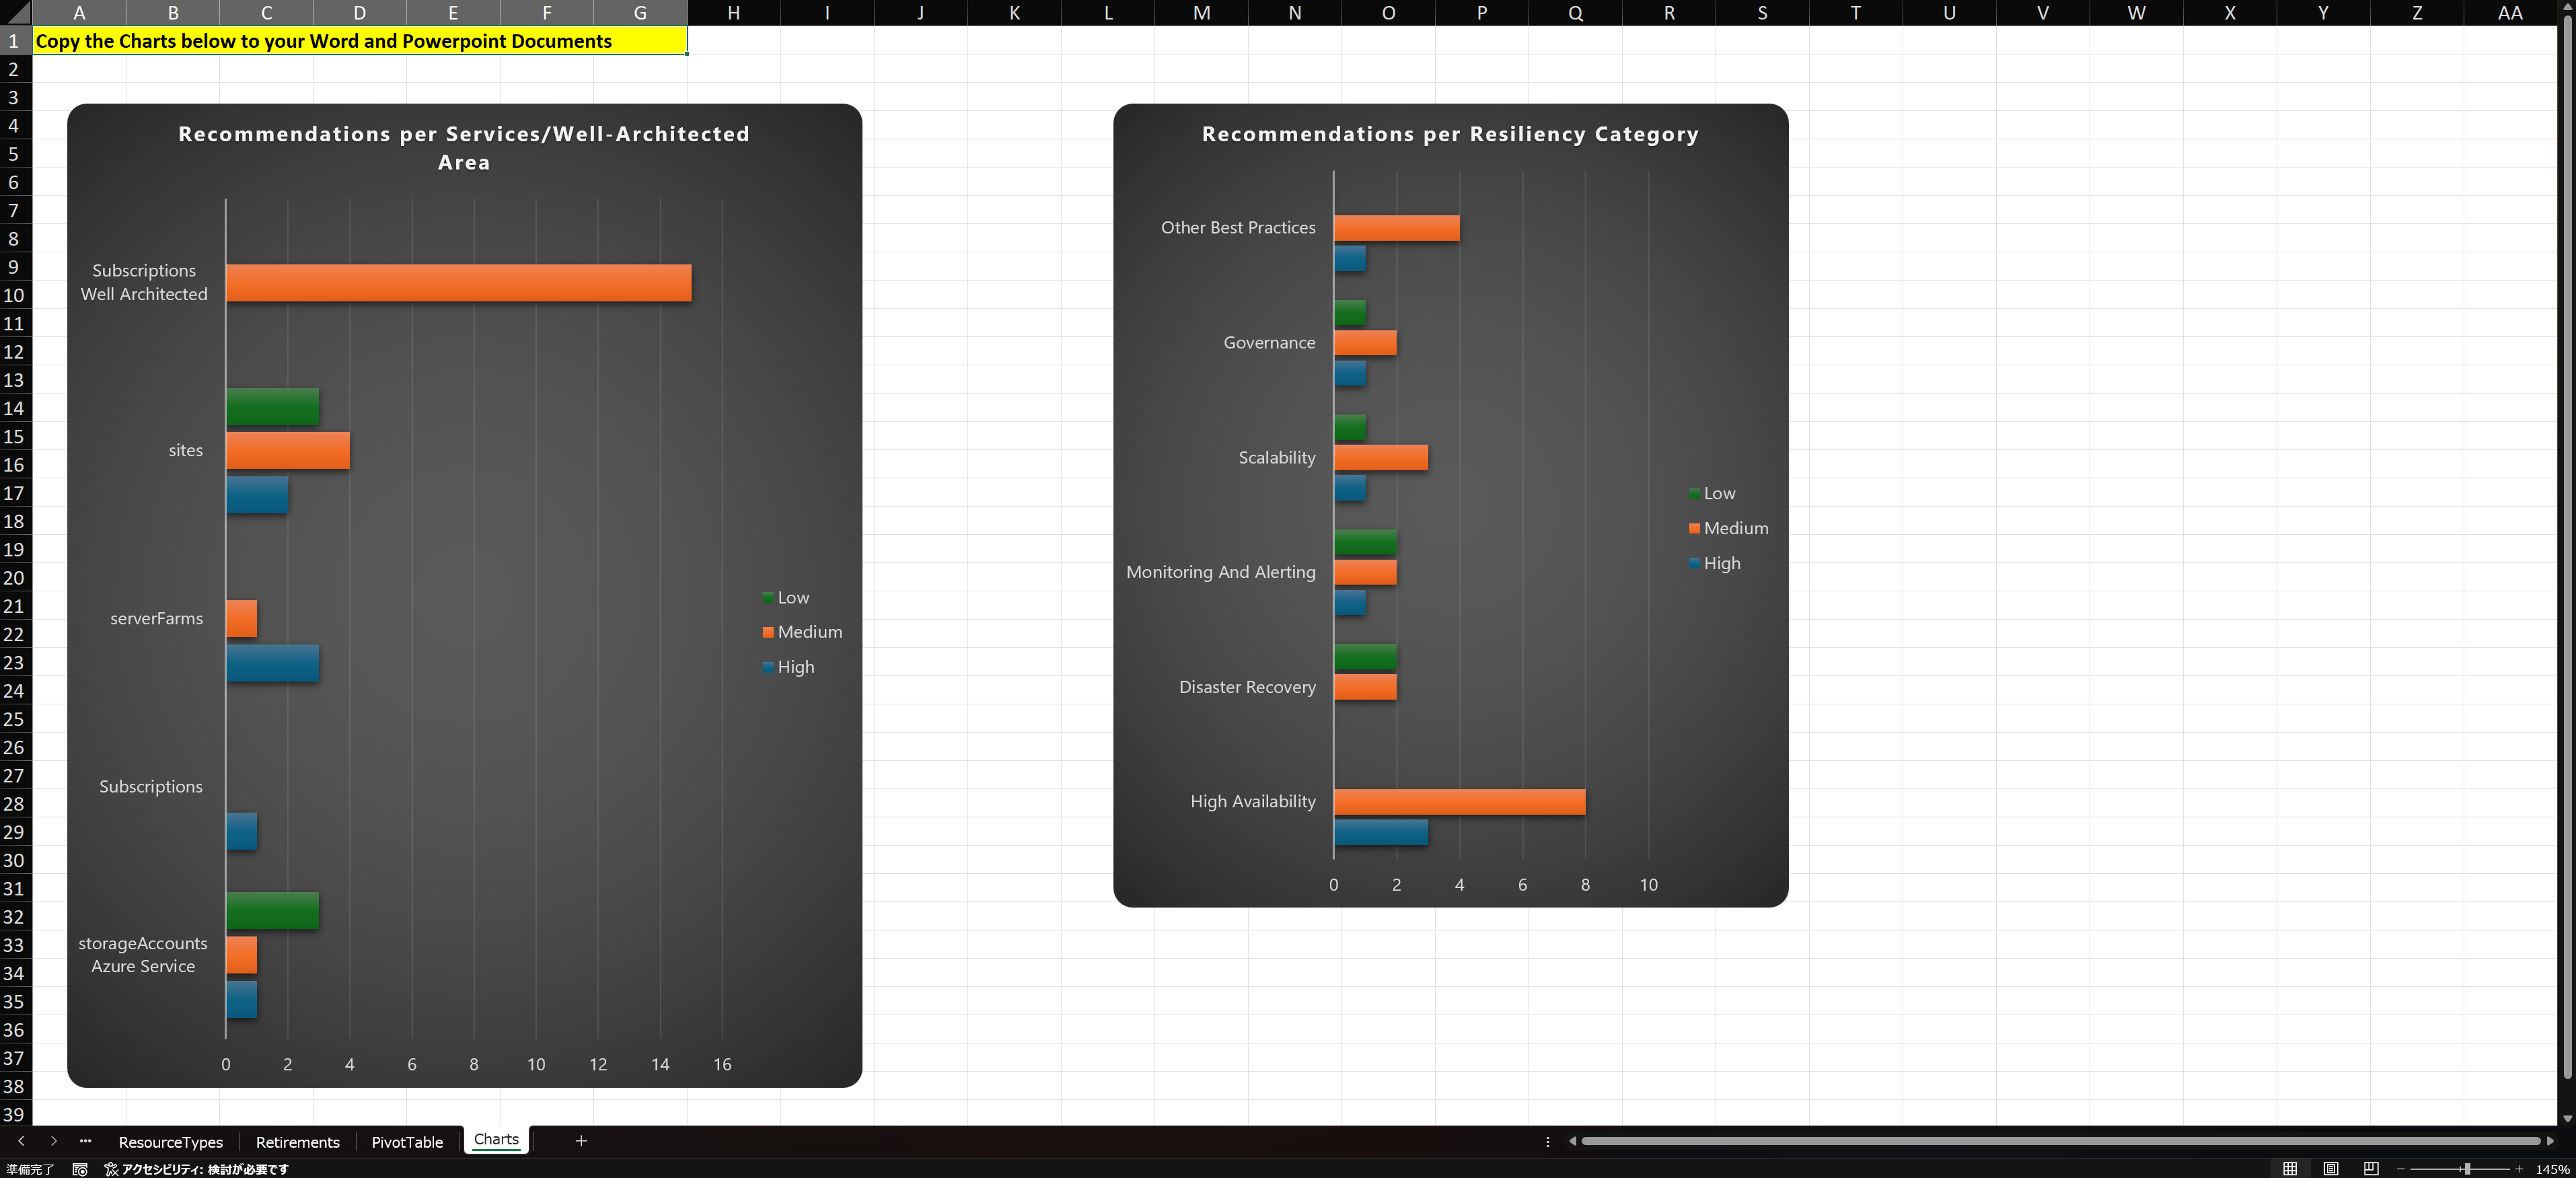 A B C D E F G H I J K L M N O P Q R S T U V W X Y Z AA
1 Copy the Charts below to your Word and Powerpoint Documents
2
3
4
5
6
7
8
9
10
11
12
13
14
15
16
17
18
19
20
21
22
23
24
25
26
27
28
29
30
31
32
33
34
35
36
37
38
39
Recommendations per Services/Well-Architected
Area
Subscriptions
Well Architected
sites
serverFarms
Subscriptions
storageAccounts
Azure Service
0 2 4 6 8 10 12 14 16
Low
Medium
High
Recommendations per Resiliency Category
Other Best Practices
Governance
Scalability
Monitoring And Alerting
Disaster Recovery
High Availability
0 2 4 6 8 10
Low
Medium
High
ResourceTypes Retirements PivotTable Charts
準備完了 アクセシビリティ: 検討が必要です 145%